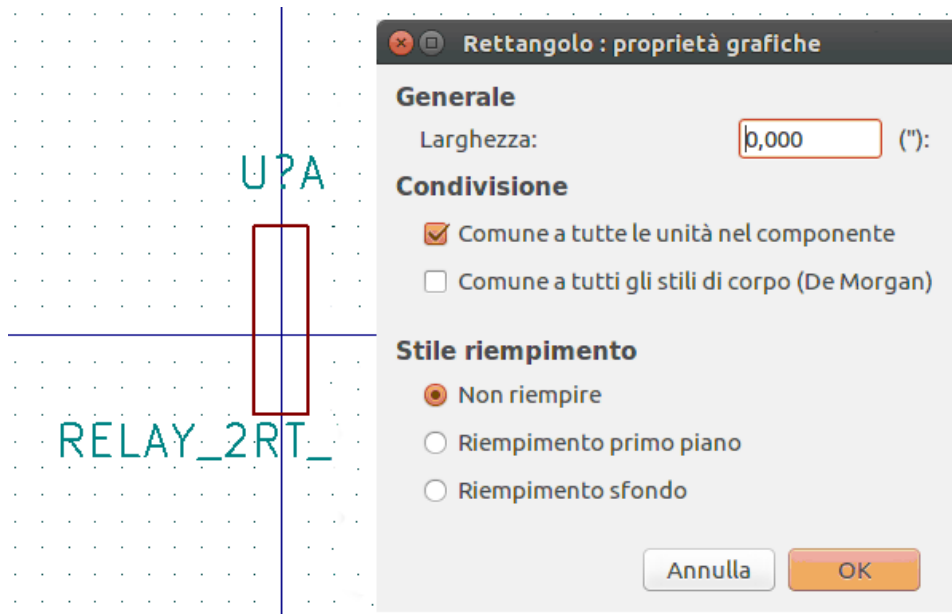 U?A
RELAY_2RT_
Rettangolo : proprietà grafiche
Generale
Larghezza: 0,000 ("):
Condivisione
Comune a tutte le unità nel componente
Comune a tutti gli stili di corpo (De Morgan)
Stile riempimento
Non riempire
Riempimento primo piano
Riempimento sfondo
Annulla OK